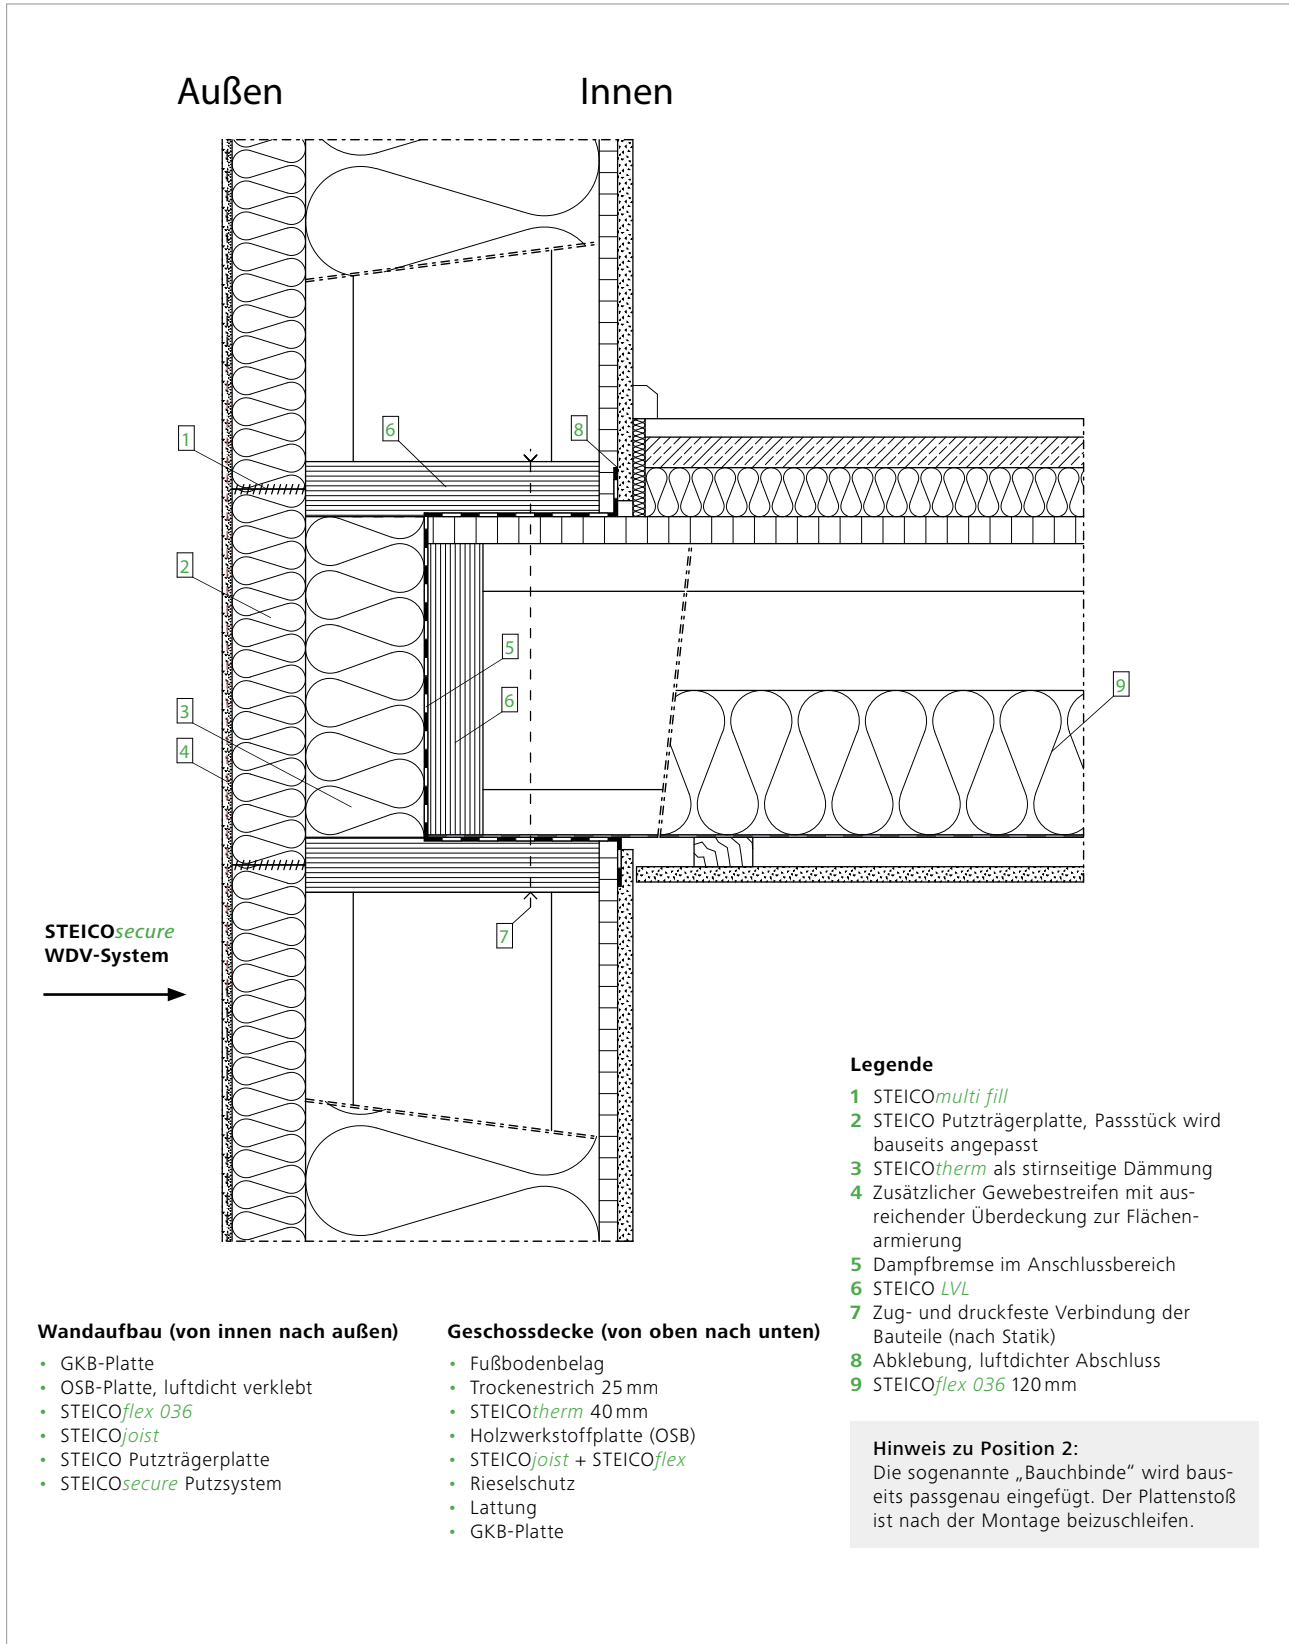 Außen
Innen
1
6
8
2
5
3
6
9
4
7
STEICOsecure
WDV-System
Legende
1 STEICOmulti fill
2 STEICO Putzträgerplatte, Passstück wird
bauseits angepasst
3 STEICOtherm als stirnseitige Dämmung
4 Zusätzlicher Gewebestreifen mit aus-
reichender Überdeckung zur Flächen-
armierung
5 Dampfbremse im Anschlussbereich
6 STEICO LVL
7 Zug- und druckfeste Verbindung der
Bauteile (nach Statik)
8 Abklebung, luftdichter Abschluss
9 STEICOflex 036 120 mm
Wandaufbau (von innen nach außen)
• GKB-Platte
• OSB-Platte, luftdicht verklebt
• STEICOflex 036
• STEICOjoist
• STEICO Putzträgerplatte
• STEICOsecure Putzsystem
Geschossdecke (von oben nach unten)
• Fußbodenbelag
• Trockenestrich 25 mm
• STEICOtherm 40 mm
• Holzwerkstoffplatte (OSB)
• STEICOjoist + STEICOflex
• Rieselschutz
• Lattung
• GKB-Platte
Hinweis zu Position 2:
Die sogenannte „Bauchbinde“ wird baus-
eits passgenau eingefügt. Der Plattenstoß
ist nach der Montage beizuschleifen.